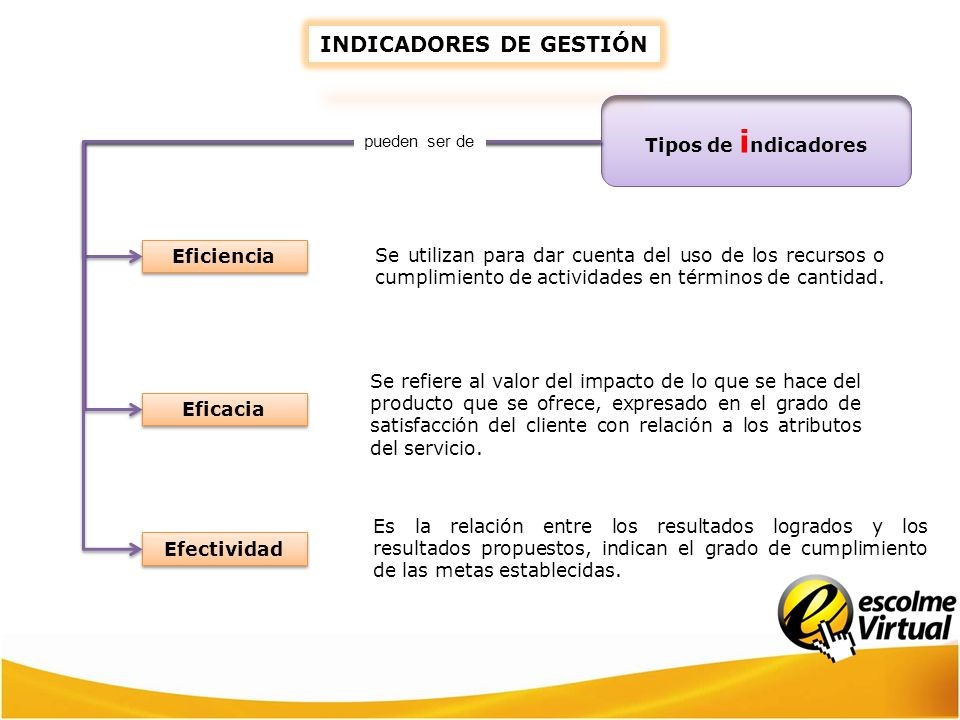 INDICADORES DE GESTIÓN
pueden ser de
Tipos de indicadores
Eficiencia
Se utilizan para dar cuenta del uso de los recursos o
cumplimiento de actividades en términos de cantidad.
Eficacia
Se refiere al valor del impacto de lo que se hace del
producto que se ofrece, expresado en el grado de
satisfacción del cliente con relación a los atributos
del servicio.
Efectividad
Es la relación entre los resultados logrados y los
resultados propuestos, indican el grado de cumplimiento
de las metas establecidas.
e
escolme
Virtual